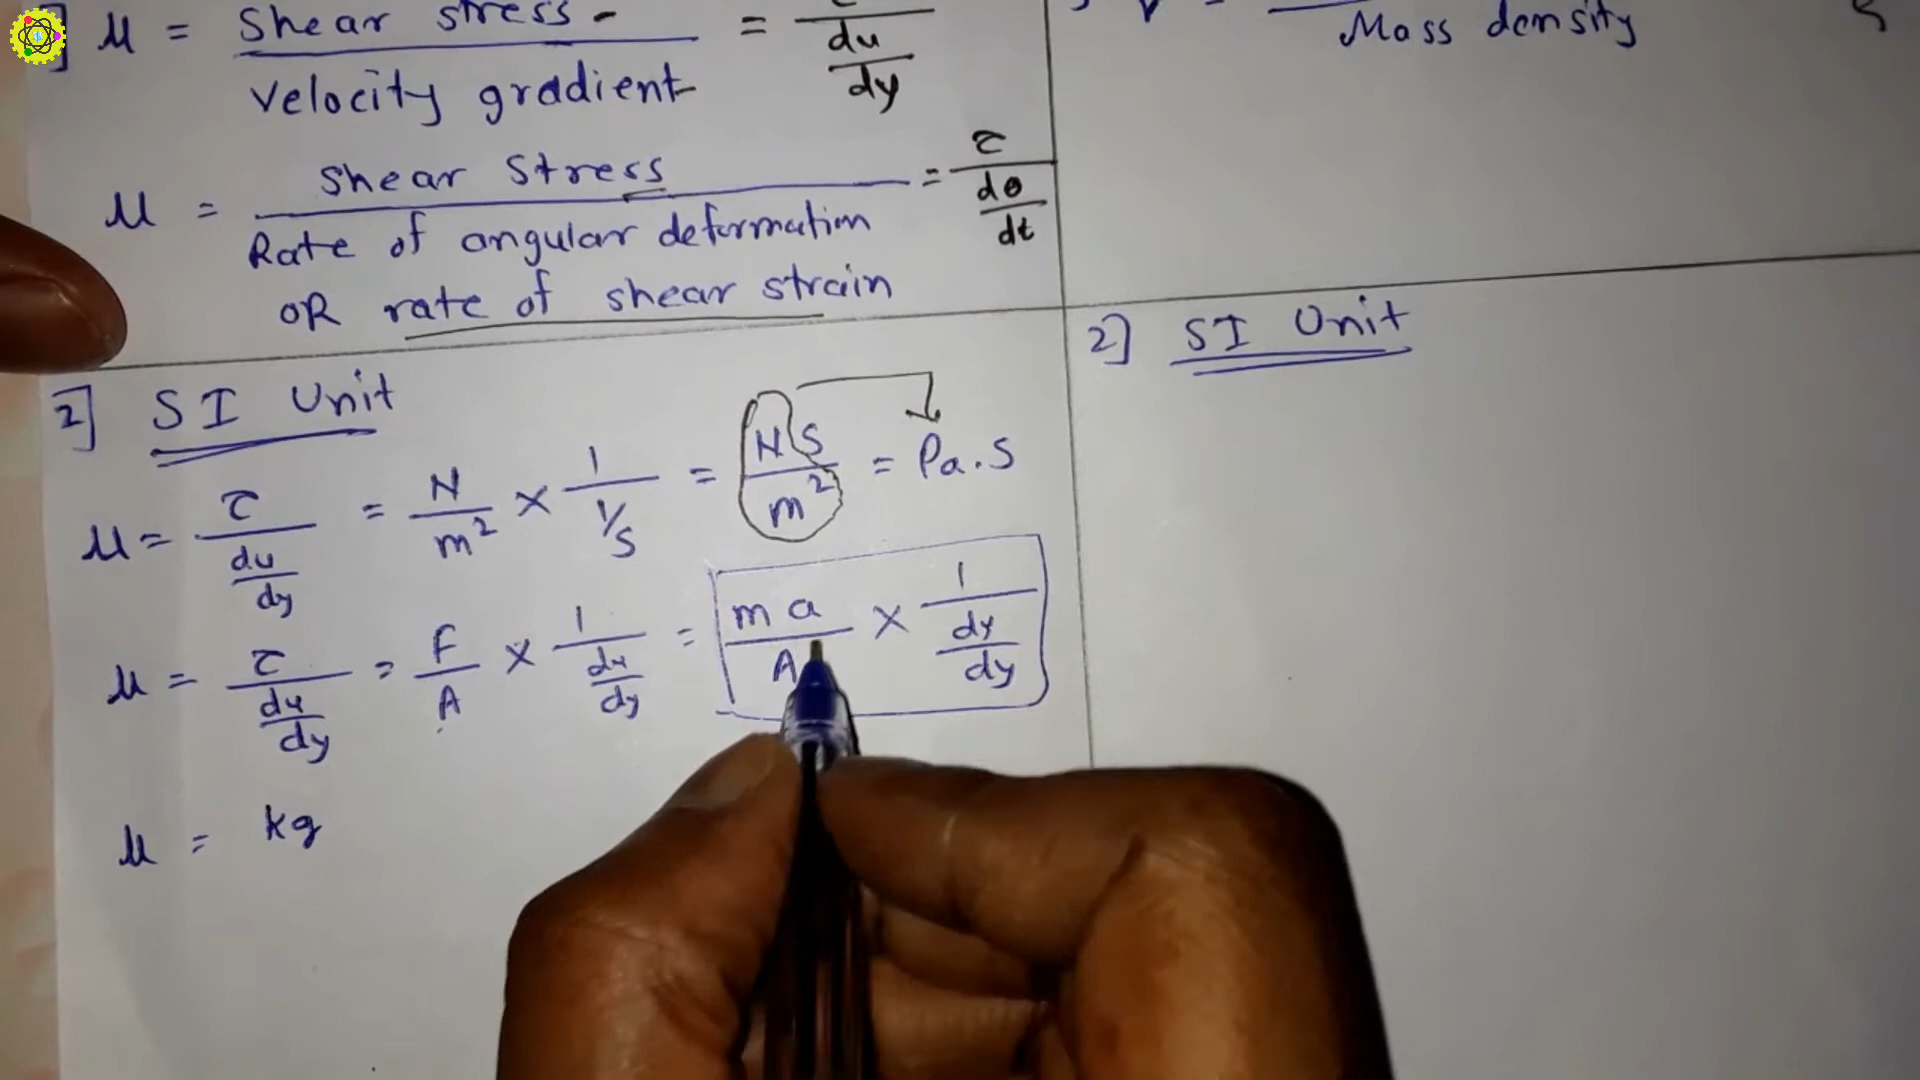 ] μ = Shear stress / Velocity gradient = τ / (du/dy)
ν = / Mass density
μ = Shear Stress / Rate of angular deformation OR rate of shear strain = τ / (dθ/dt)
2] SI Unit
μ = τ / (du/dy) = N/m² × 1/(1/s) = NS/m² = Pa.S
μ = τ / (du/dy) = F/A × 1/(du/dy) = ma/A × 1/(dy/dy)
μ = kg
2] SI Unit